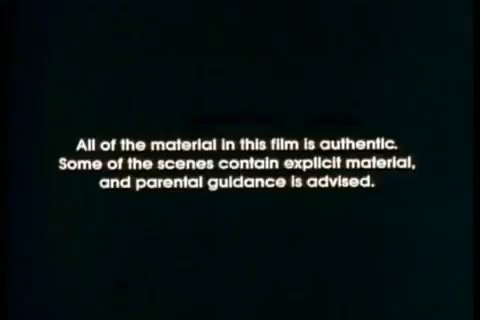 All of the material in this film is authentic.
Some of the scenes contain explicit material,
and parental guidance is advised.